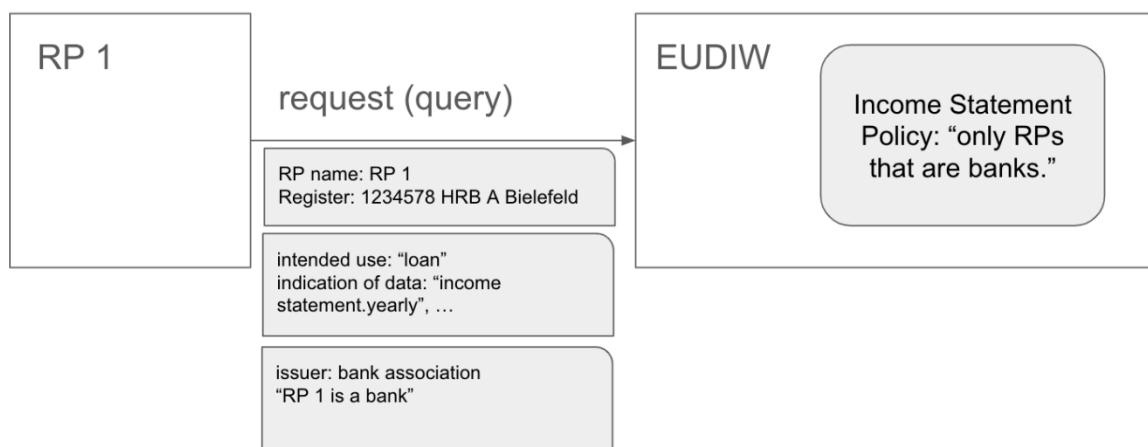 RP 1
request (query)
RP name: RP 1
Register: 1234578 HRB A Bielefeld
intended use: “loan”
indication of data: “income
statement.yearly”, …
issuer: bank association
“RP 1 is a bank”
EUDIW
Income Statement
Policy: “only RPs
that are banks.”